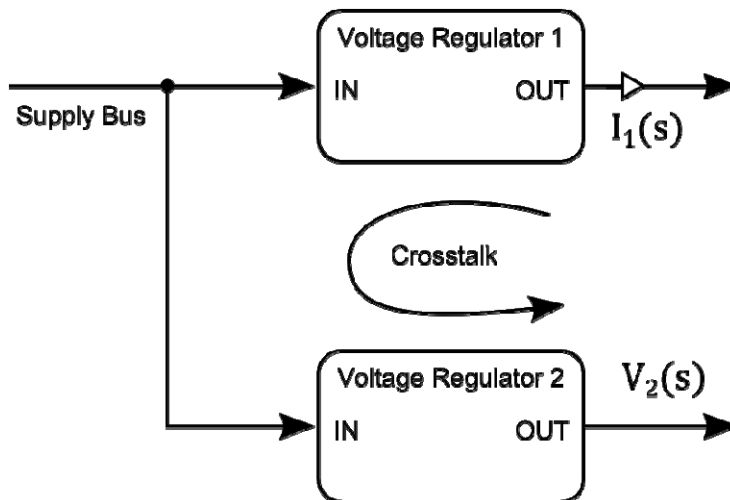 Voltage Regulator 1
IN OUT
Supply Bus
I₁(s)
Crosstalk
Voltage Regulator 2
V₂(s)
IN OUT